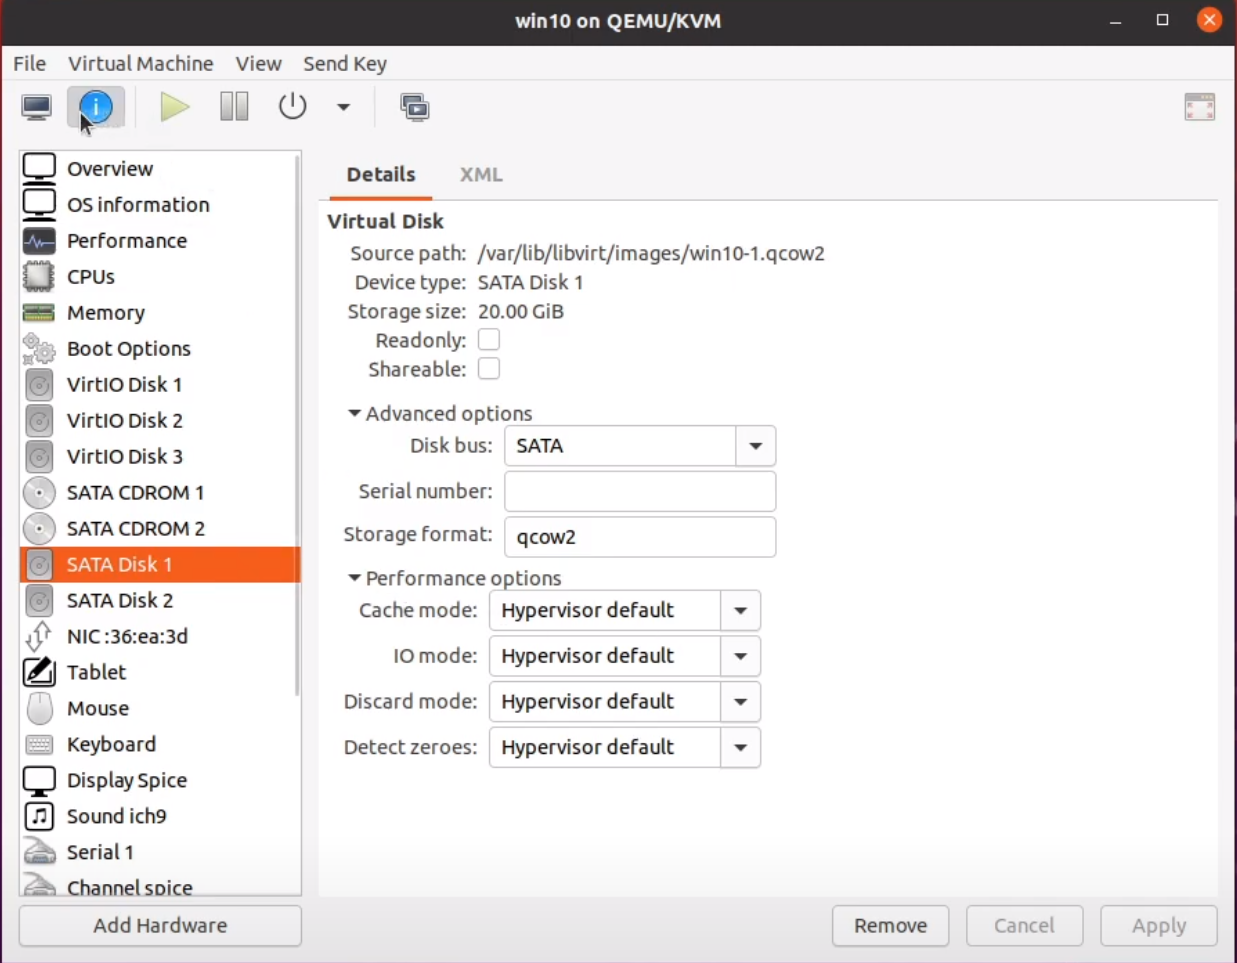 win10 on QEMU/KVM
File Virtual Machine View Send Key
Overview
OS information
Performance
CPUs
Memory
Boot Options
VirtIO Disk 1
VirtIO Disk 2
VirtIO Disk 3
SATA CDROM 1
SATA CDROM 2
SATA Disk 1
SATA Disk 2
NIC :36:ea:3d
Tablet
Mouse
Keyboard
Display Spice
Sound ich9
Serial 1
Channel spice
Add Hardware
Details XML
Virtual Disk
Source path: /var/lib/libvirt/images/win10-1.qcow2
Device type: SATA Disk 1
Storage size: 20.00 GiB
Readonly:
Shareable:
Advanced options
Disk bus: SATA
Serial number:
Storage format: qcow2
Performance options
Cache mode: Hypervisor default
IO mode: Hypervisor default
Discard mode: Hypervisor default
Detect zeroes: Hypervisor default
Remove Cancel Apply